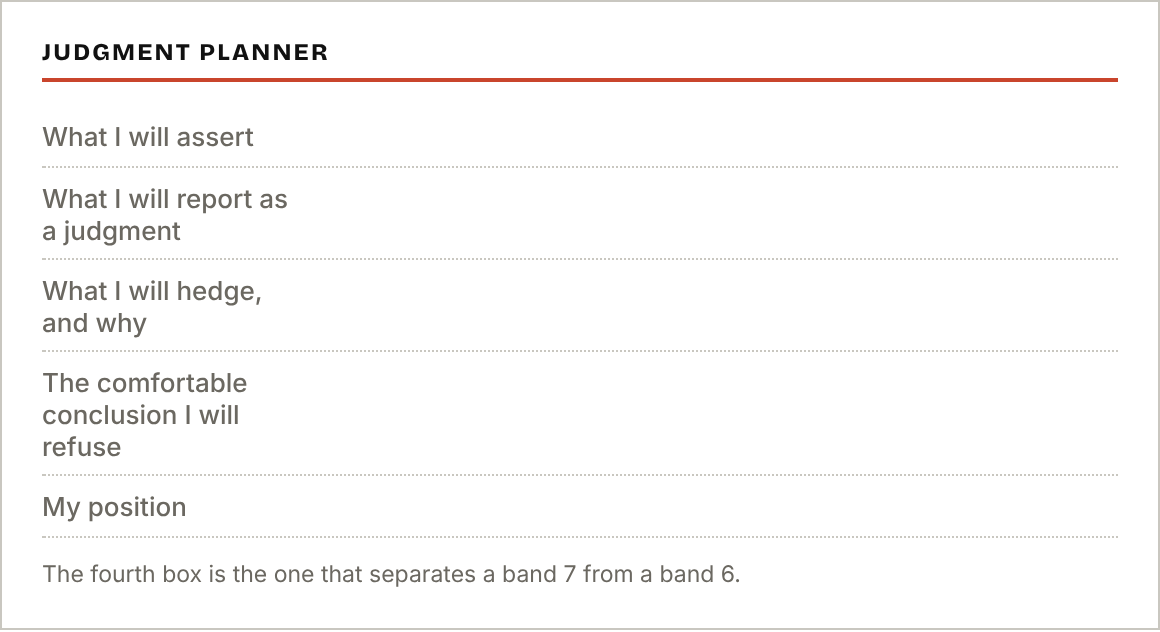 JUDGMENT PLANNER
What I will assert
What I will report as
a judgment
What I will hedge,
and why
The comfortable
conclusion I will
refuse
My position
The fourth box is the one that separates a band 7 from a band 6.